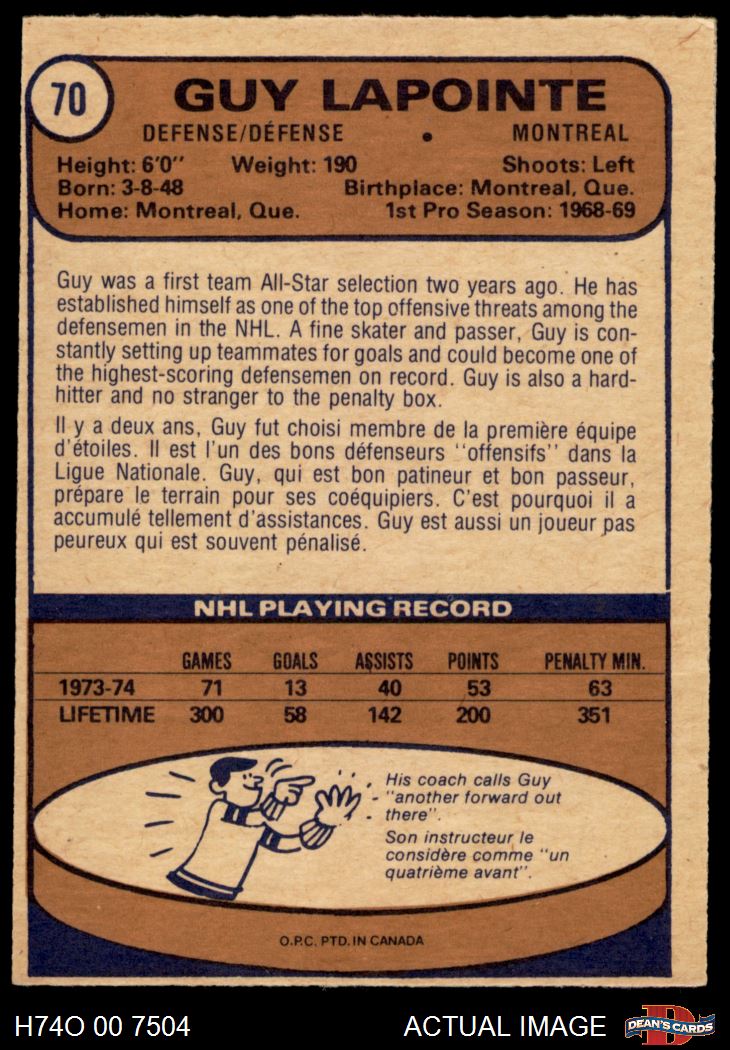 70
GUY LAPOINTE
DEFENSE/DÉFENSE • MONTREAL
Height: 6'0'' Weight: 190 Shoots: Left
Born: 3-8-48 Birthplace: Montreal, Que.
Home: Montreal, Que. 1st Pro Season: 1968-69
Guy was a first team All-Star selection two years ago. He has
established himself as one of the top offensive threats among the
defensemen in the NHL. A fine skater and passer, Guy is con-
stantly setting up teammates for goals and could become one of
the highest-scoring defensemen on record. Guy is also a hard-
hitter and no stranger to the penalty box.
Il y a deux ans, Guy fut choisi membre de la première équipe
d'étoiles. Il est l'un des bons défenseurs ''offensifs'' dans la
Ligue Nationale. Guy, qui est bon patineur et bon passeur,
prépare le terrain pour ses coéquipiers. C'est pourquoi il a
accumulé tellement d'assistances. Guy est aussi un joueur pas
peureux qui est souvent pénalisé.
NHL PLAYING RECORD
GAMES GOALS ASSISTS POINTS PENALTY MIN.
1973-74 71 13 40 53 63
LIFETIME 300 58 142 200 351
His coach calls Guy
"another forward out
there".
Son instructeur le
considère comme "un
quatrième avant".
O.P.C. PTD. IN CANADA
H74O 00 7504 ACTUAL IMAGE
D
DEAN'S CARDS